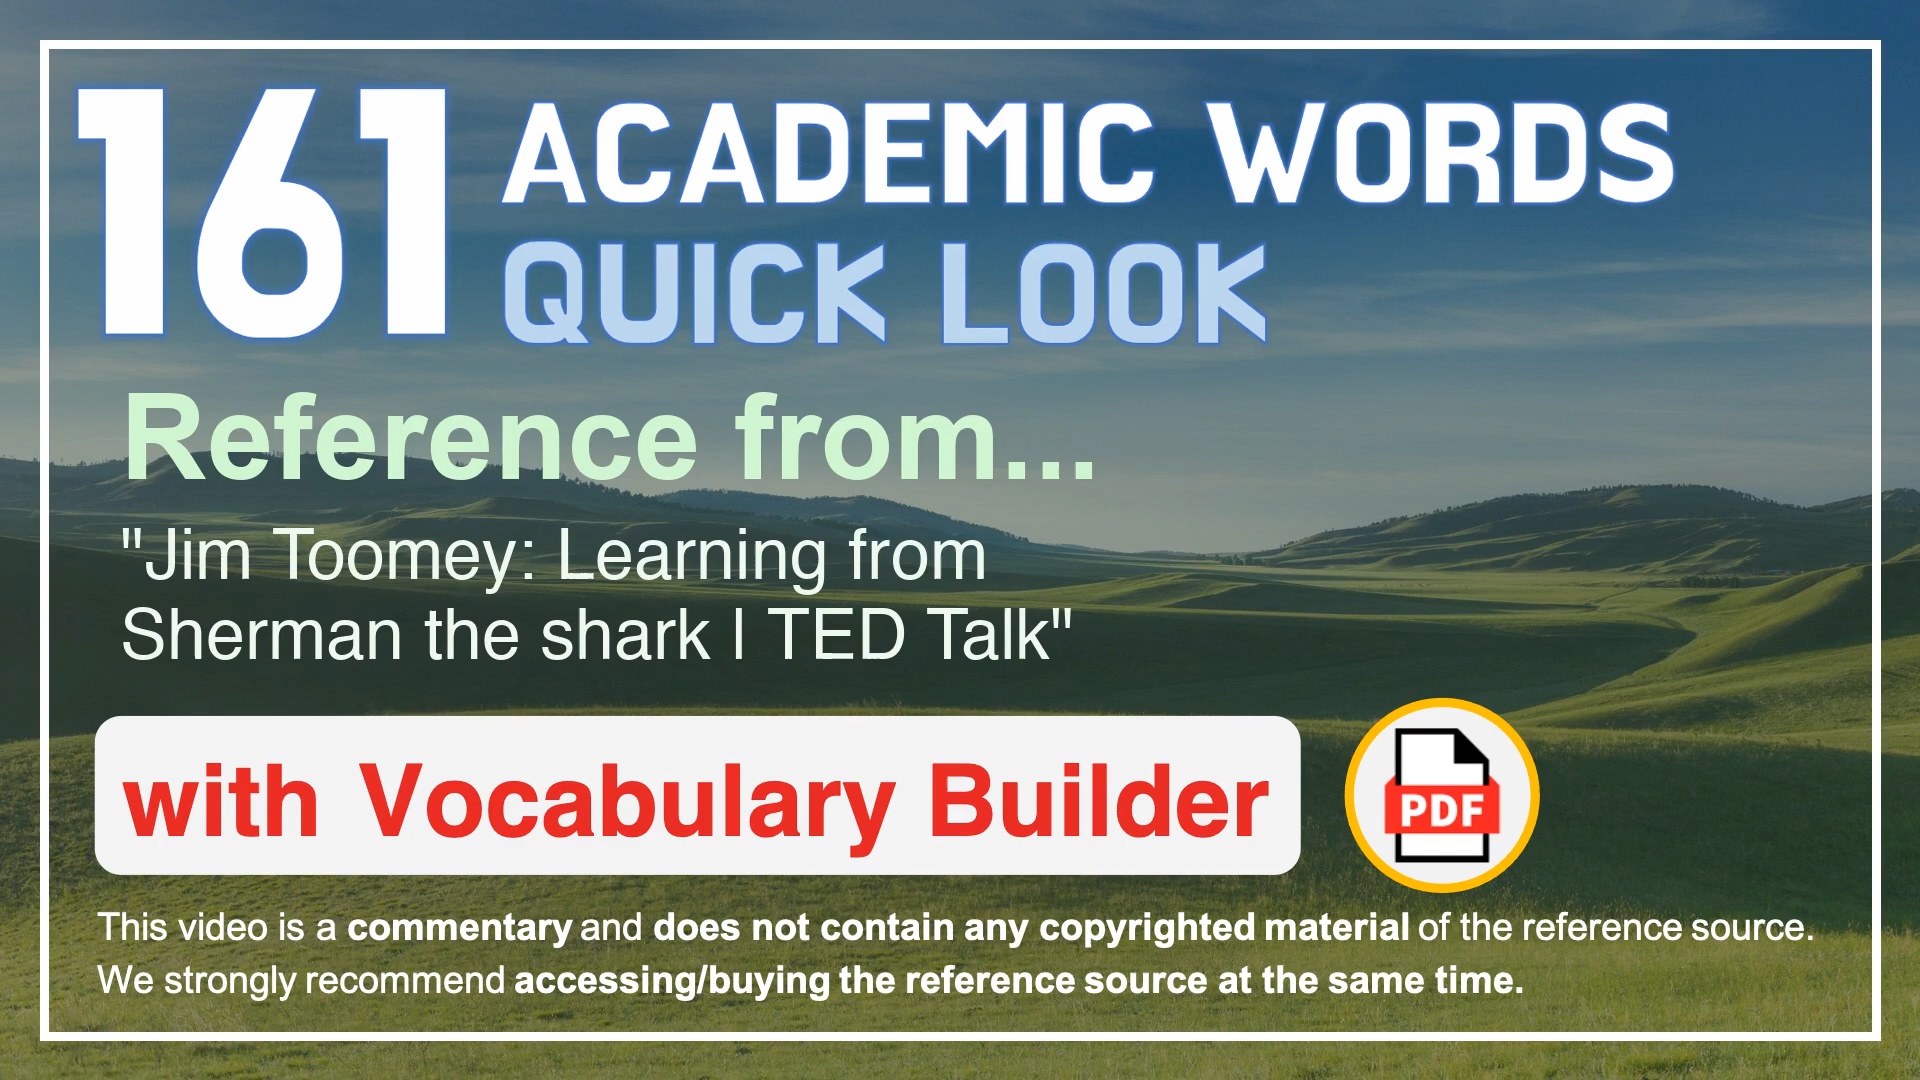 161 ACADEMIC WORDS
QUICK LOOK
Reference from...
"Jim Toomey: Learning from
Sherman the shark | TED Talk"
with Vocabulary Builder
PDF
This video is a commentary and does not contain any copyrighted material of the reference source.
We strongly recommend accessing/buying the reference source at the same time.